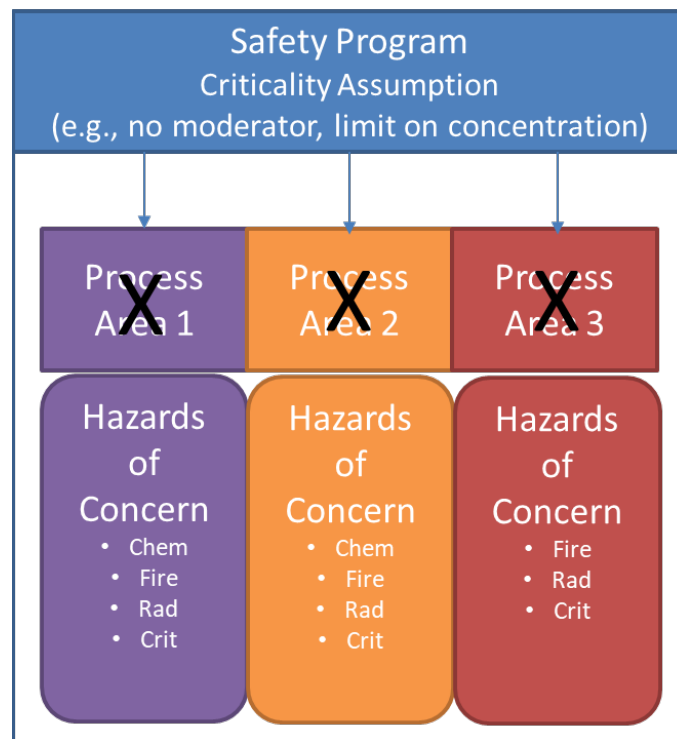 Safety Program
Criticality Assumption
(e.g., no moderator, limit on concentration)
Process
Area 1
X
Process
Area 2
X
Process
Area 3
X
Hazards
of
Concern
• Chem
• Fire
• Rad
• Crit
Hazards
of
Concern
• Chem
• Fire
• Rad
• Crit
Hazards
of
Concern
• Fire
• Rad
• Crit